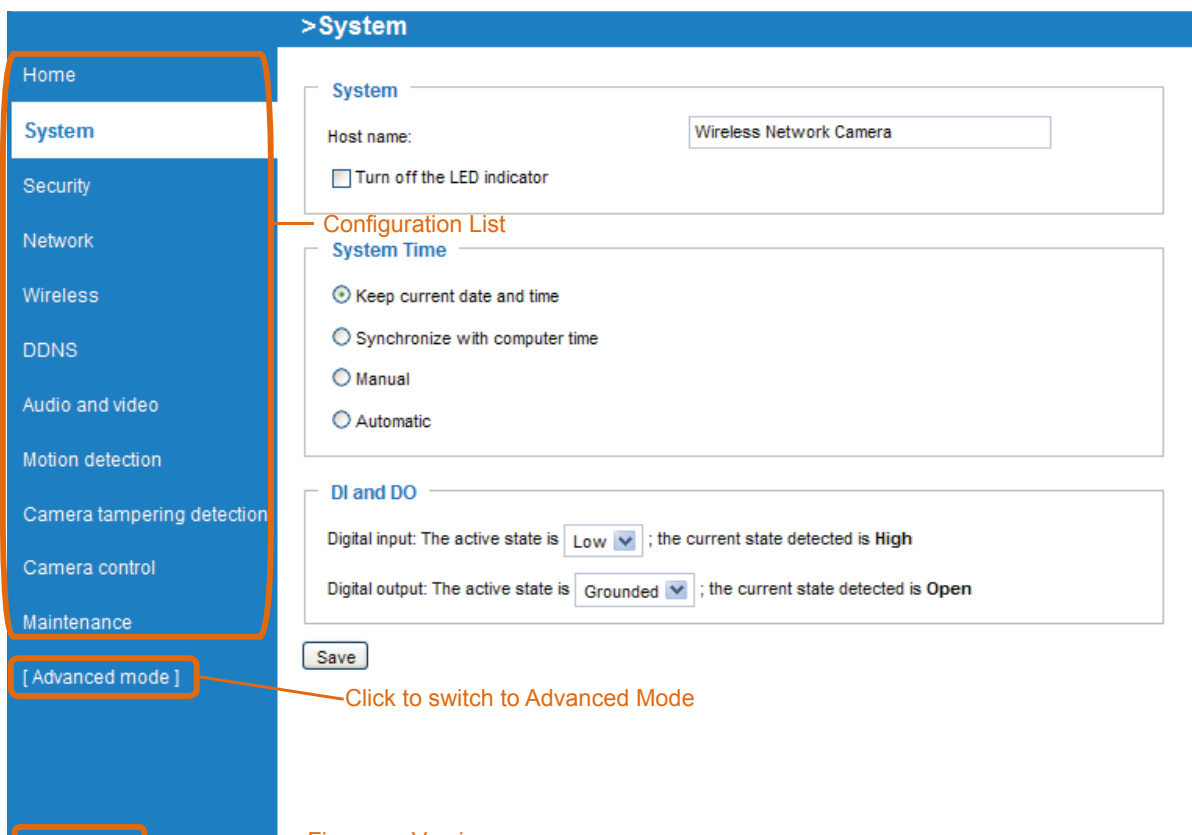 >System
Home
System
Security
Network
Wireless
DDNS
Audio and video
Motion detection
Camera tampering detection
Camera control
Maintenance
[ Advanced mode ]
System
Host name: Wireless Network Camera
Turn off the LED indicator
Configuration List
System Time
Keep current date and time
Synchronize with computer time
Manual
Automatic
DI and DO
Digital input: The active state is Low ; the current state detected is High
Digital output: The active state is Grounded ; the current state detected is Open
Save
Click to switch to Advanced Mode